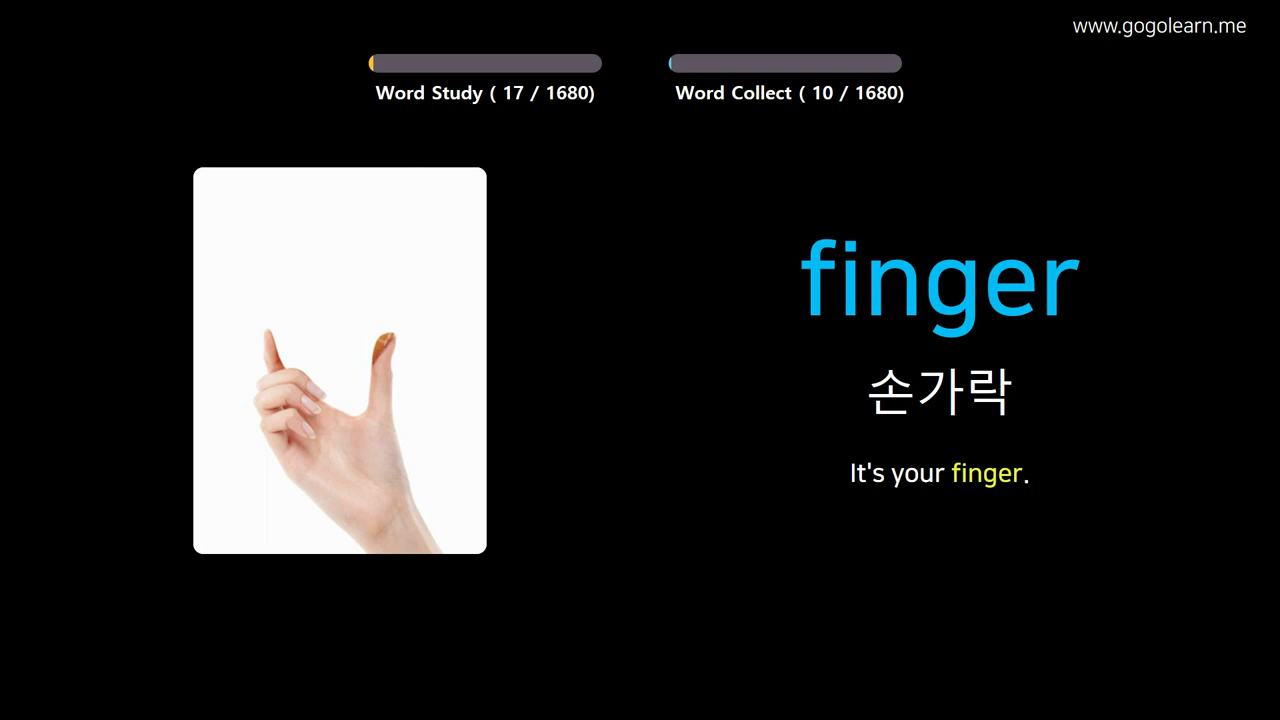 www.gogolearn.me
Word Study ( 17 / 1680)
Word Collect ( 10 / 1680)
finger
손가락
It's your finger.